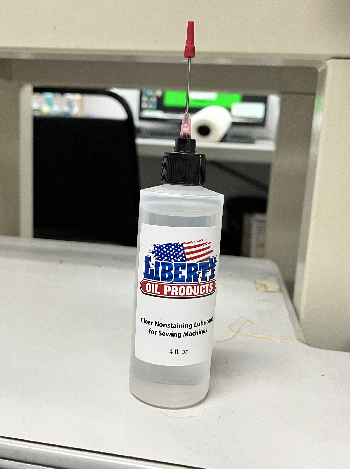 LIBERTY
OIL PRODUCTS
Clear Nonstaining Lubricant
for Sewing Machines
4 fl. oz